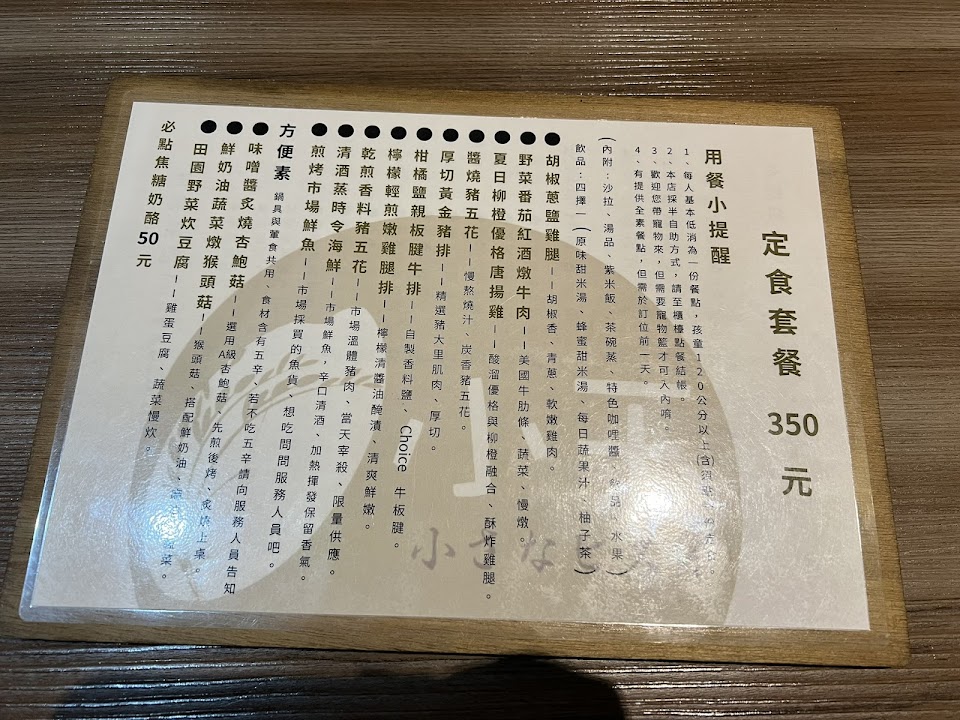 定食套餐 350 元
用餐小提醒
1、每人基本低消為一份餐點，孩童120公分以上(含)須
2、本店採半自助方式，請至櫃檯點餐結帳。
3、歡迎您帶寵物來，但需要寵物籃才可入內唷。
4、有提供全素餐點，但需於訂位前一天。
（內附：沙拉、湯品、紫米飯、茶碗蒸、特色咖哩醬、飲品、水果）
飲品：四擇一（原味甜米湯、蜂蜜甜米湯、每日蔬果汁、柚子茶）
●胡椒蔥鹽雞腿－－胡椒香、青蔥、軟嫩雞肉。
●野菜番茄紅酒燉牛肉－－美國牛肋條、蔬菜、慢燉。
●夏日柳橙優格唐揚雞－－酸溜優格與柳橙融合、酥炸雞腿。
●醬燒豬五花－－慢熬燒汁、炭香豬五花。
●厚切黃金豬排－－精選豬大里肌肉、厚切。
●柑橘鹽親板腱牛排－－自製香料鹽、Choice 牛板腱。
●檸檬輕煎嫩雞腿排－－檸檬清醬油醃漬、清爽鮮嫩。
●乾煎香料豬五花－－市場溫體豬肉、當天宰殺、限量供應。
●清酒蒸時令海鮮－－市場鮮魚，辛口清酒、加熱揮發保留香氣。
●煎烤市場鮮魚－－市場採買的魚貨、想吃問問服務人員吧。
方便素 鍋具與葷食共用、食材含有五辛、若不吃五辛請向服務人員告知
●味噌醬炙燒杏鮑菇－－選用級A杏鮑菇、先煎後烤、炙燒上桌。
●鮮奶油蔬菜燉猴頭菇－－猴頭菇、搭配鮮奶油、蔬菜。
●田園野菜炊豆腐－－雞蛋豆腐、蔬菜慢炊。
必點焦糖奶酪50元
小さな